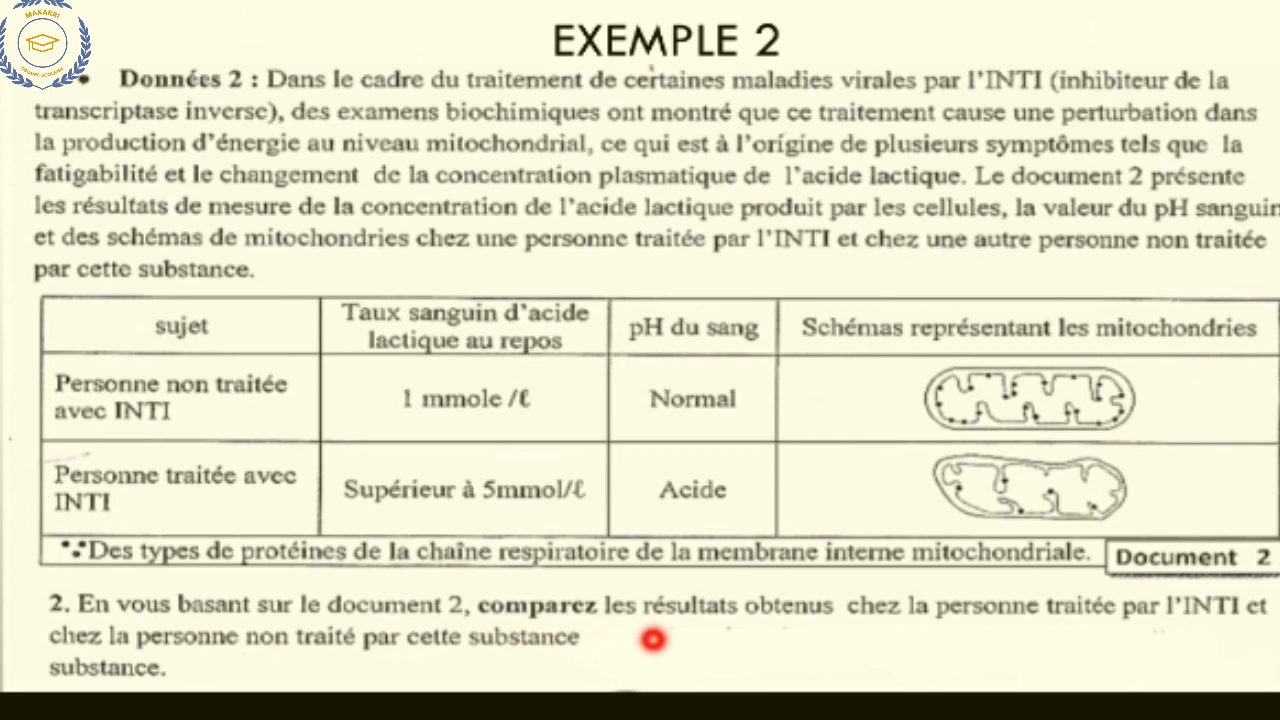 MAKARRI
EXEMPLE 2
• Données 2 : Dans le cadre du traitement de certaines maladies virales par l'INTI (inhibiteur de la
transcriptase inverse), des examens biochimiques ont montré que ce traitement cause une perturbation dans
la production d'énergie au niveau mitochondrial, ce qui est à l'origine de plusieurs symptômes tels que la
fatigabilité et le changement de la concentration plasmatique de l'acide lactique. Le document 2 présente
les résultats de mesure de la concentration de l'acide lactique produit par les cellules, la valeur du pH sanguin
et des schémas de mitochondries chez une personne traitée par l'INTI et chez une autre personne non traitée
par cette substance.
sujet
Taux sanguin d'acide
lactique au repos
pH du sang
Schémas représentant les mitochondries
Personne non traitée
avec INTI
1 mmole /ℓ
Normal
Personne traitée avec
INTI
Supérieur à 5mmol/ℓ
Acide
Des types de protéines de la chaîne respiratoire de la membrane interne mitochondriale.
Document 2
2. En vous basant sur le document 2, comparez les résultats obtenus chez la personne traitée par l'INTI et
chez la personne non traité par cette substance
substance.